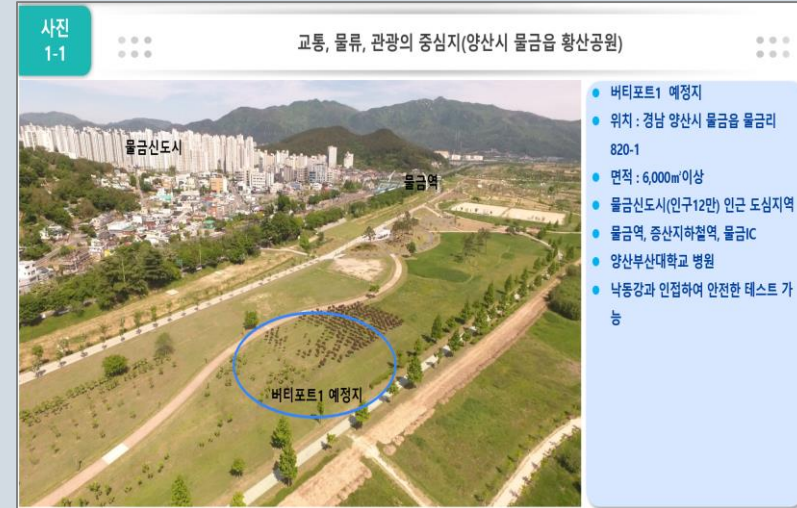 사진
1-1
교통, 물류, 관광의 중심지(양산시 물금읍 황산공원)
물금신도시
물금역
버티포트1 예정지
버티포트1 예정지
위치 : 경남 양산시 물금읍 물금리
820-1
면적 : 6,000㎡이상
물금신도시(인구12만) 인근 도심지역
물금역, 증산지하철역, 물금IC
양산부산대학교 병원
낙동강과 인접하여 안전한 테스트 가
능